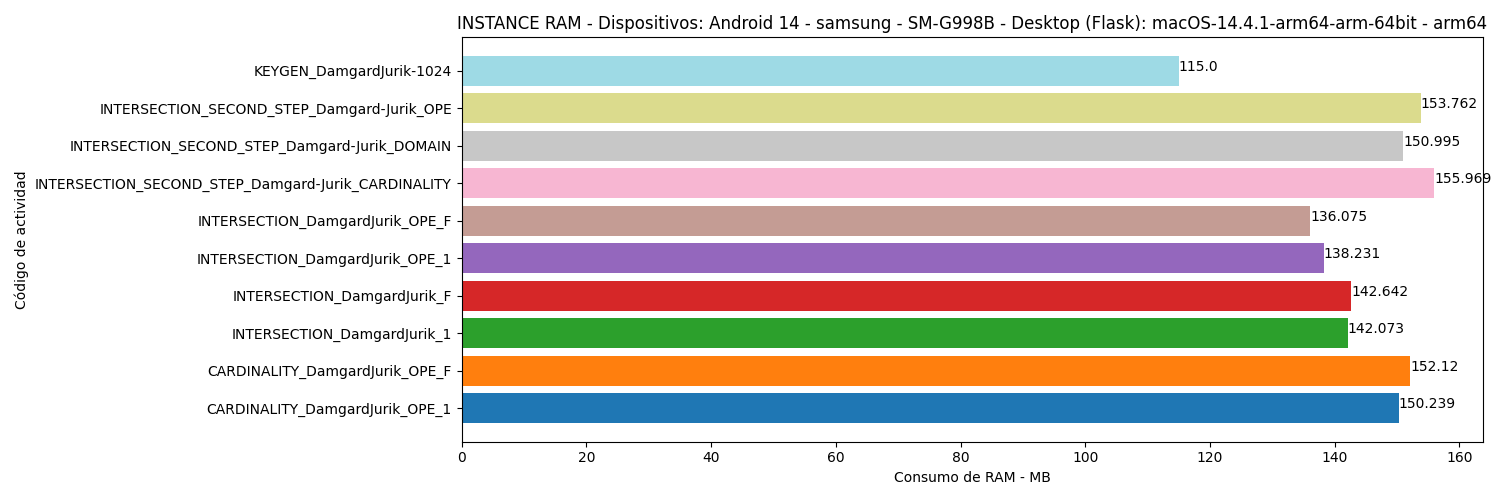 INSTANCE RAM - Dispositivos: Android 14 - samsung - SM-G998B - Desktop (Flask): macOS-14.4.1-arm64-arm-64bit - arm64
Código de actividad
KEYGEN_DamgardJurik-1024 115.0
INTERSECTION_SECOND_STEP_Damgard-Jurik_OPE 153.762
INTERSECTION_SECOND_STEP_Damgard-Jurik_DOMAIN 150.995
INTERSECTION_SECOND_STEP_Damgard-Jurik_CARDINALITY 155.969
INTERSECTION_DamgardJurik_OPE_F 136.075
INTERSECTION_DamgardJurik_OPE_1 138.231
INTERSECTION_DamgardJurik_F 142.642
INTERSECTION_DamgardJurik_1 142.073
CARDINALITY_DamgardJurik_OPE_F 152.12
CARDINALITY_DamgardJurik_OPE_1 150.239
0 20 40 60 80 100 120 140 160
Consumo de RAM - MB